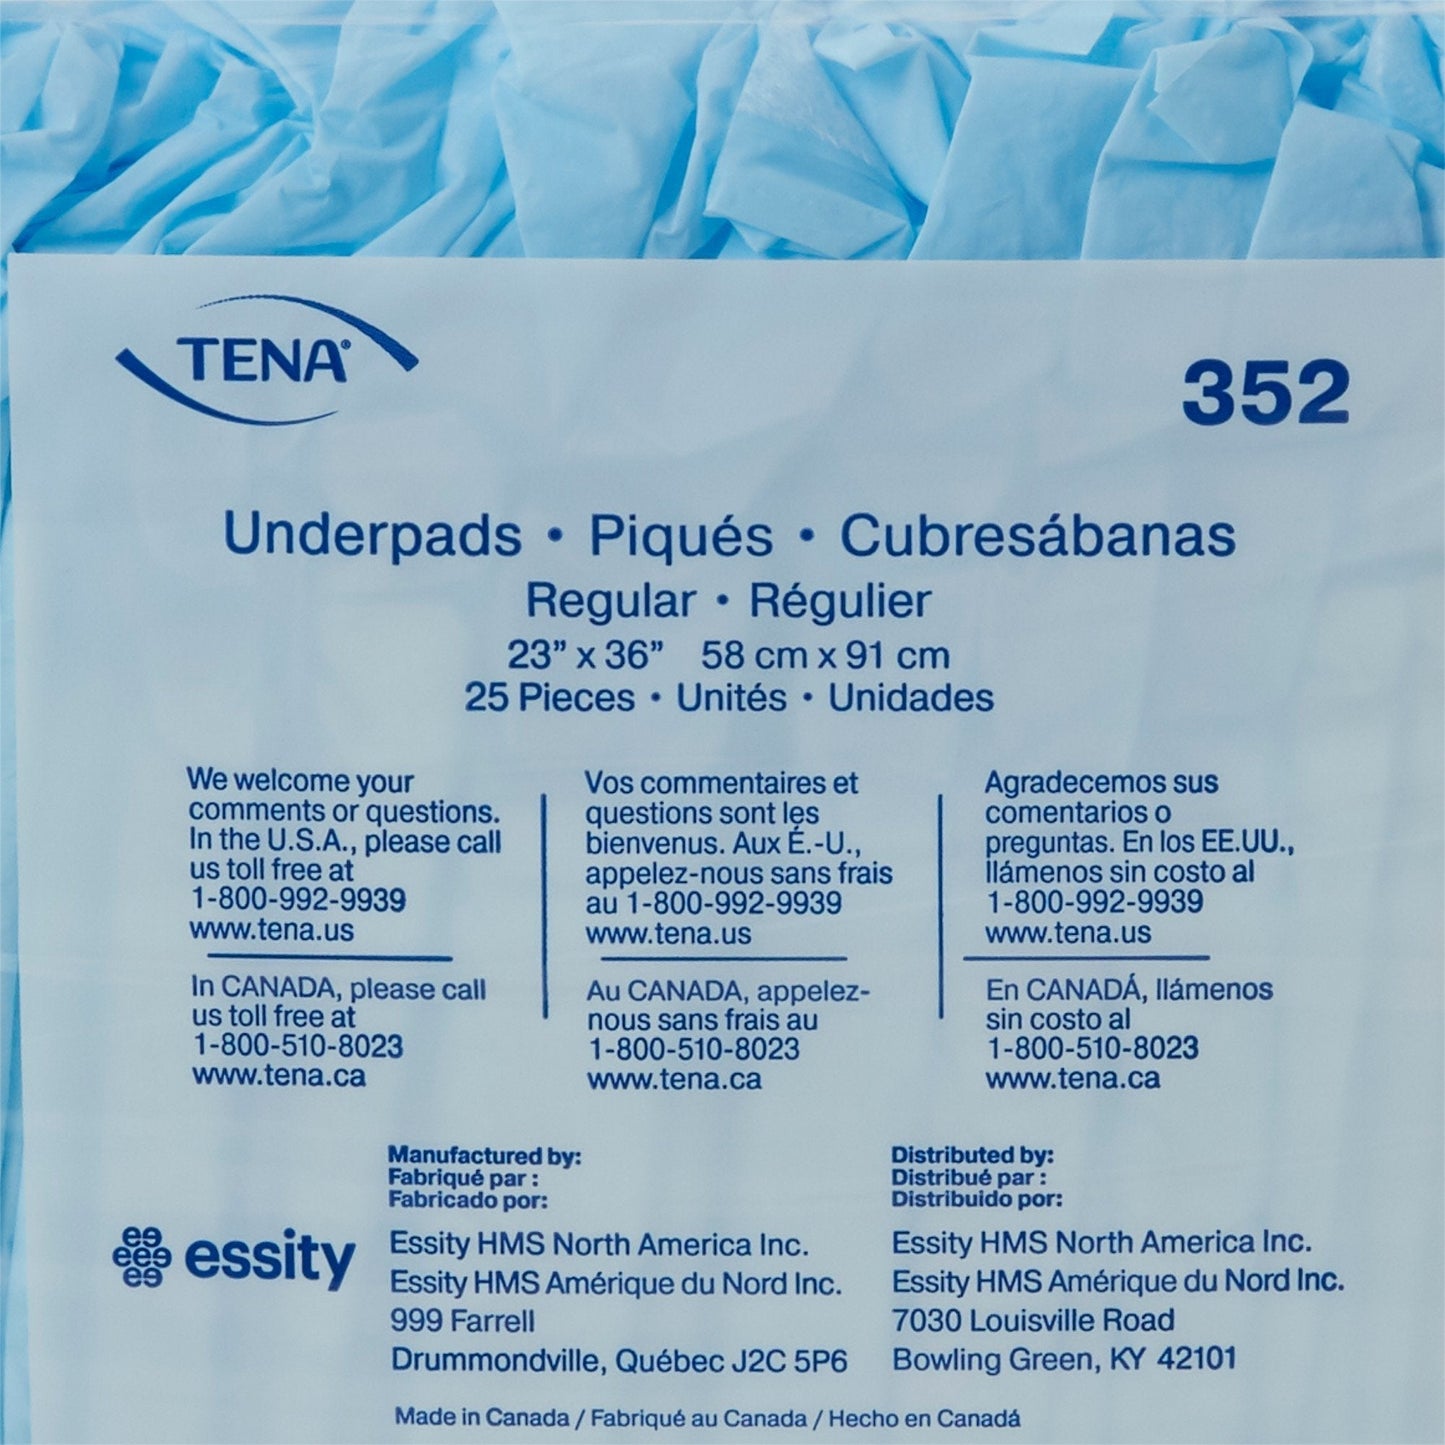 TENA®
352
Underpads • Piqués • Cubresábanas
Regular • Régulier
23” x 36” 58 cm x 91 cm
25 Pieces • Unités • Unidades
We welcome your
comments or questions.
In the U.S.A., please call
us toll free at
1-800-992-9939
www.tena.us
In CANADA, please call
us toll free at
1-800-510-8023
www.tena.ca
Vos commentaires et
questions sont les
bienvenus. Aux É.-U.,
appelez-nous sans frais
au 1-800-992-9939
www.tena.us
Au CANADA, appelez-
nous sans frais au
1-800-510-8023
www.tena.ca
Agradecemos sus
comentarios o
preguntas. En los EE.UU.,
llámenos sin costo al
1-800-992-9939
www.tena.us
En CANADÁ, llámenos
sin costo al
1-800-510-8023
www.tena.ca
essity
Manufactured by:
Fabriqué par :
Fabricado por:
Essity HMS North America Inc.
Essity HMS Amérique du Nord Inc.
999 Farrell
Drummondville, Québec J2C 5P6
Distributed by:
Distribué par :
Distribuido por:
Essity HMS North America Inc.
Essity HMS Amérique du Nord Inc.
7030 Louisville Road
Bowling Green, KY 42101
Made in Canada / Fabriqué au Canada / Hecho en Canadá